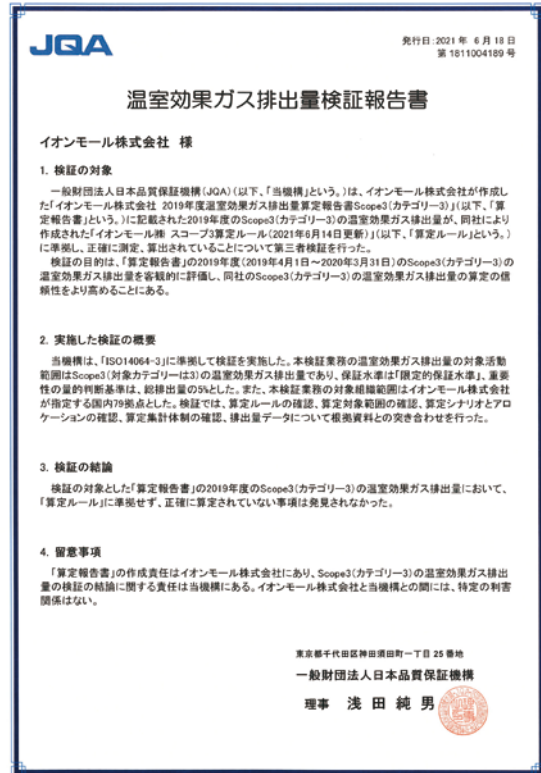 JQA
発行日:2021 年 6 月 18 日
第 1811004189 号
温室効果ガス排出量検証報告書
イオンモール株式会社 様
1. 検証の対象
一般財団法人日本品質保証機構(JQA)(以下、「当機構」という。)は、イオンモール株式会社が作成し
た「イオンモール株式会社 2019年度温室効果ガス排出量算定報告書Scope3(カテゴリー3)」(以下、「算
定報告書」という。)に記載された2019年度のScope3(カテゴリー3)の温室効果ガス排出量が、同社により
作成された「イオンモール㈱ スコープ3算定ルール(2021年6月14日更新)」(以下、「算定ルール」という。)
に準拠し、正確に測定、算出されていることについて第三者検証を行った。
検証の目的は、「算定報告書」の2019年度(2019年4月1日～2020年3月31日)のScope3(カテゴリー3)の
温室効果ガス排出量を客観的に評価し、同社のScope3(カテゴリー3)の温室効果ガス排出量の算定の信
頼性をより高めることにある。
2. 実施した検証の概要
当機構は、「ISO14064-3」に準拠して検証を実施した。本検証業務の温室効果ガス排出量の対象活動
範囲はScope3(対象カテゴリーは3)の温室効果ガス排出量であり、保証水準は「限定的保証水準」、重要
性の量的判断基準は、総排出量の5%とした。また、本検証業務の対象組織範囲はイオンモール株式会社
が指定する国内79拠点とした。検証では、算定ルールの確認、算定対象範囲の確認、算定シナリオとアロ
ケーションの確認、算定集計体制の確認、排出量データについて根拠資料との突き合わせを行った。
3. 検証の結論
検証の対象とした「算定報告書」の2019年度のScope3(カテゴリー3)の温室効果ガス排出量において、
「算定ルール」に準拠せず、正確に算定されていない事項は発見されなかった。
4. 留意事項
「算定報告書」の作成責任はイオンモール株式会社にあり、Scope3(カテゴリー3)の温室効果ガス排出
量の検証の結論に関する責任は当機構にある。イオンモール株式会社と当機構との間には、特定の利害
関係はない。
東京都千代田区神田須田町一丁目 25 番地
一般財団法人日本品質保証機構
理事 浅 田 純 男